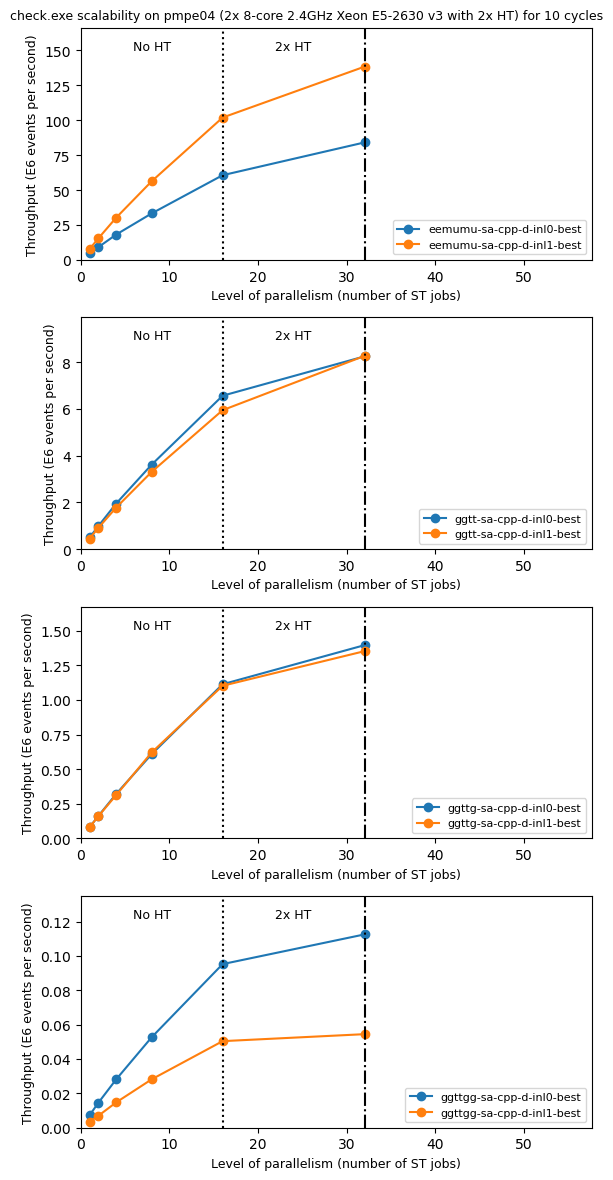 check.exe scalability on pmpe04 (2x 8-core 2.4GHz Xeon E5-2630 v3 with 2x HT) for 10 cycles
Throughput (E6 events per second)
150
125
100
75
50
25
0
No HT
2x HT
eemumu-sa-cpp-d-inl0-best
eemumu-sa-cpp-d-inl1-best
0 10 20 30 40 50
Level of parallelism (number of ST jobs)
Throughput (E6 events per second)
8
6
4
2
0
No HT
2x HT
ggtt-sa-cpp-d-inl0-best
ggtt-sa-cpp-d-inl1-best
0 10 20 30 40 50
Level of parallelism (number of ST jobs)
Throughput (E6 events per second)
1.50
1.25
1.00
0.75
0.50
0.25
0.00
No HT
2x HT
ggttg-sa-cpp-d-inl0-best
ggttg-sa-cpp-d-inl1-best
0 10 20 30 40 50
Level of parallelism (number of ST jobs)
Throughput (E6 events per second)
0.12
0.10
0.08
0.06
0.04
0.02
0.00
No HT
2x HT
ggttgg-sa-cpp-d-inl0-best
ggttgg-sa-cpp-d-inl1-best
0 10 20 30 40 50
Level of parallelism (number of ST jobs)